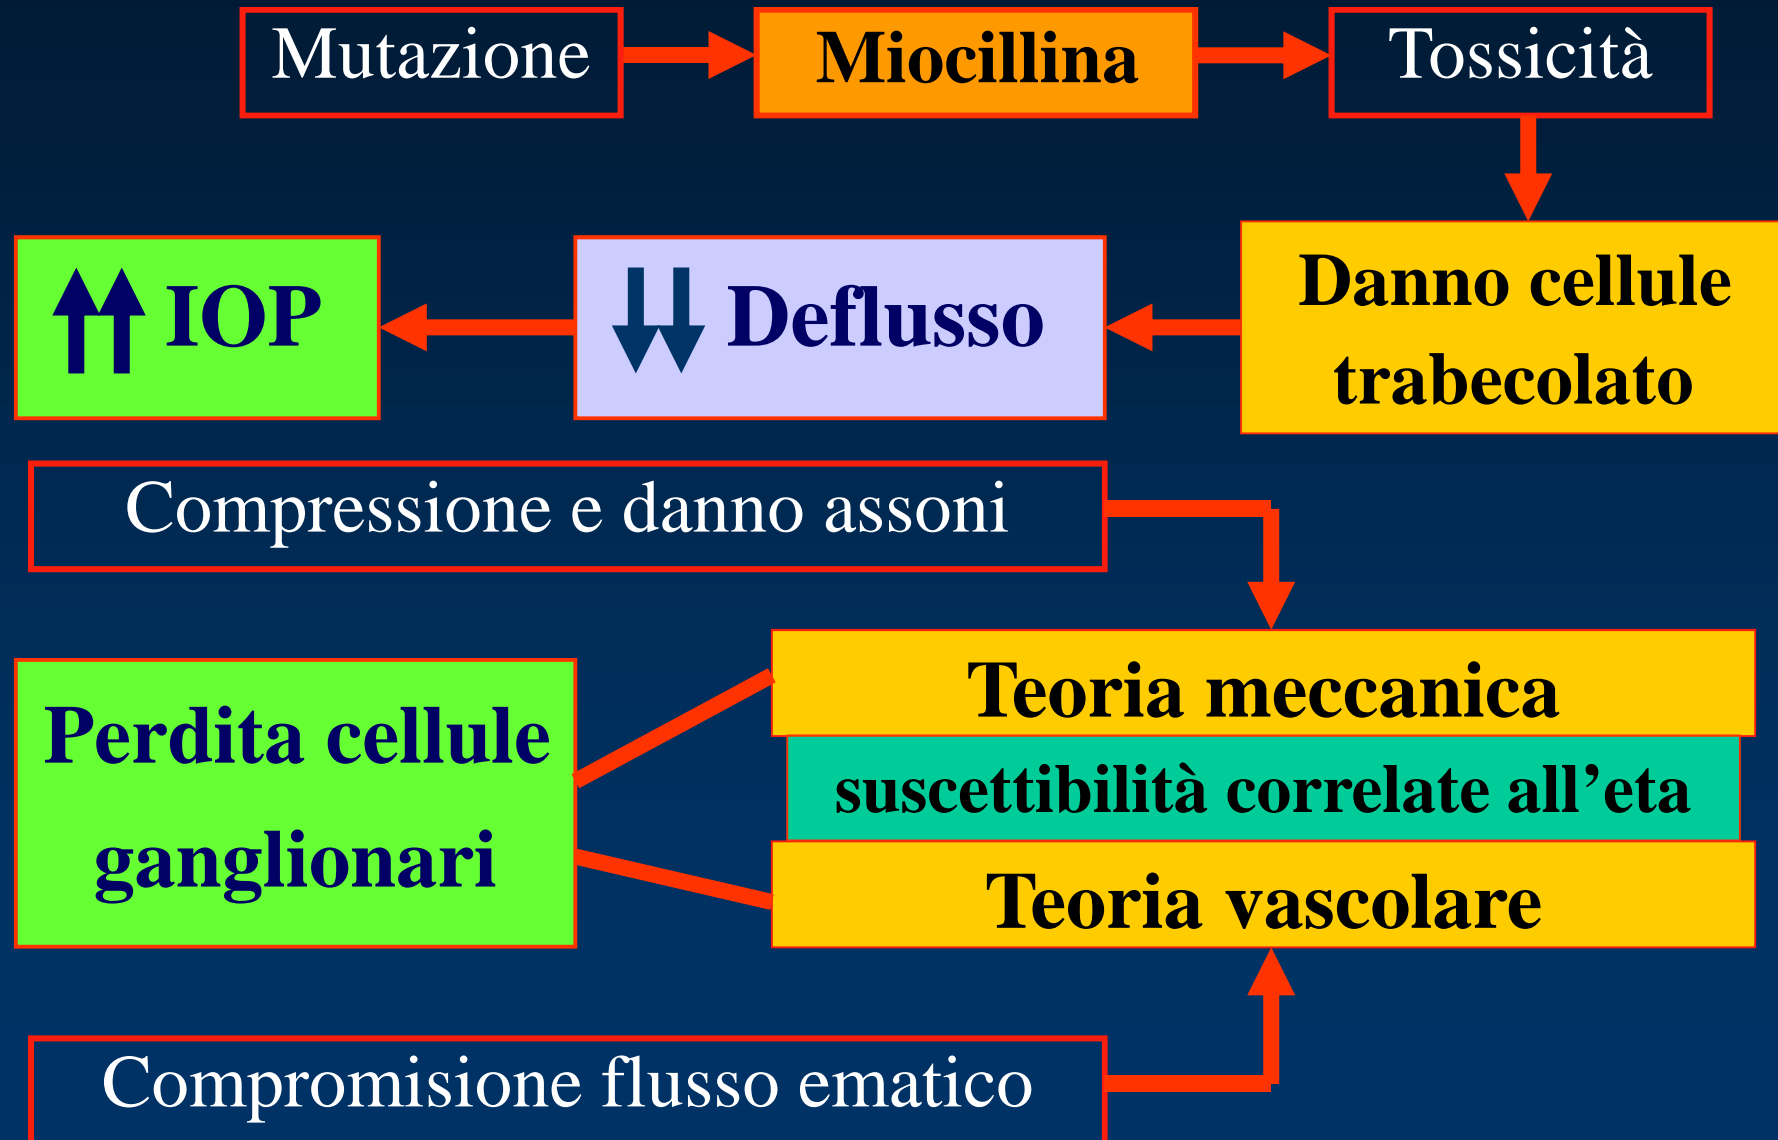 Mutazione
Miocillina
Tossicità
IOP
Deflusso
Danno cellule
trabecolato
Compressione e danno assoni
Perdita cellule
ganglionari
Teoria meccanica
suscettibilità correlate all’eta
Teoria vascolare
Compromisione flusso ematico